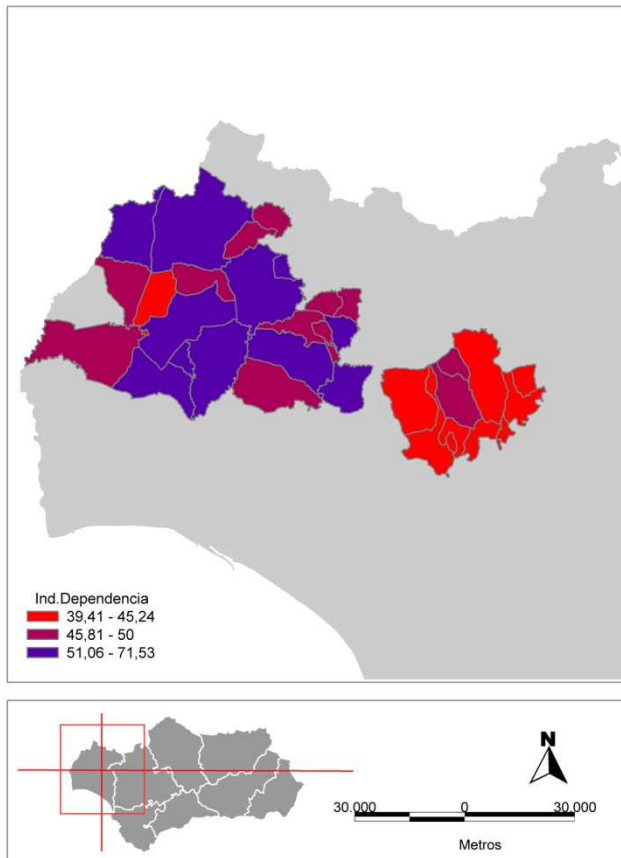 Ind.Dependencia
39,41 - 45,24
45,81 - 50
51,06 - 71,53
N
30.000 0 30.000
Metros